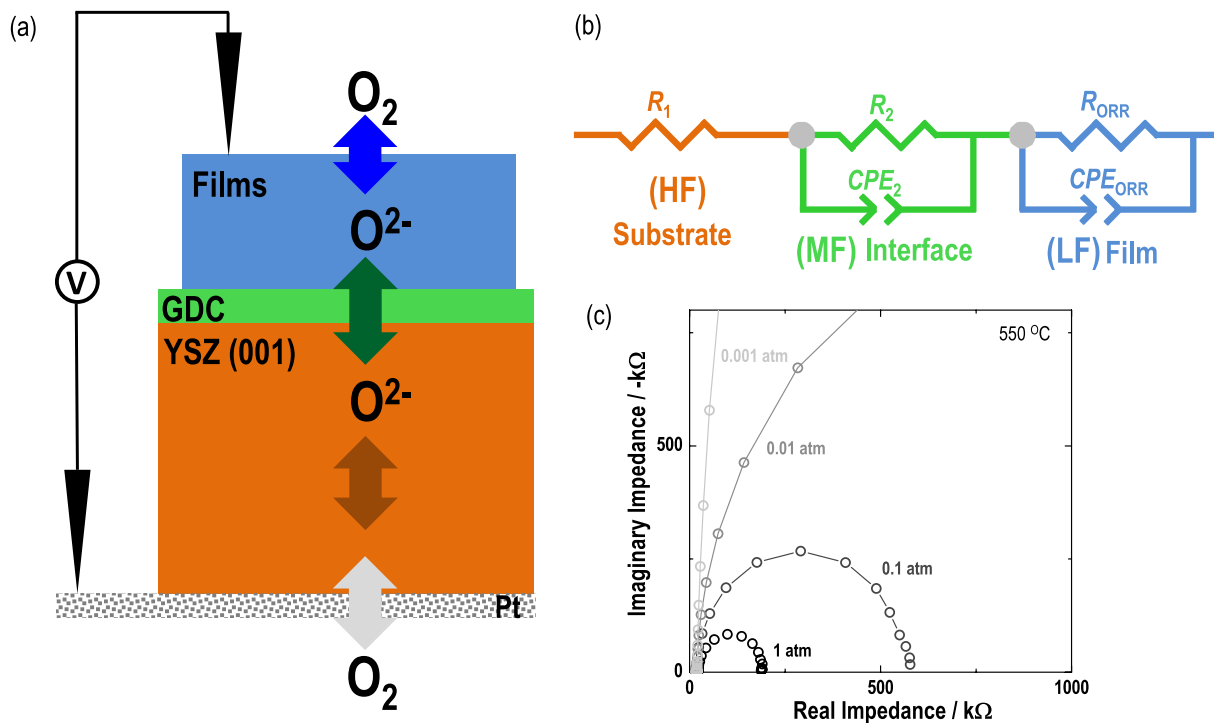 (a)
O2
Films
O2-
V
GDC
YSZ (001)
O2-
Pt
O2
(b)
R1
R2
RORR
CPE2
CPEORR
(HF)
Substrate
(MF) Interface
(LF) Film
(c)
550 OC
0.001 atm
0.01 atm
0.1 atm
1 atm
500
0
0
500
1000
Imaginary Impedance / -kΩ
Real Impedance / kΩ